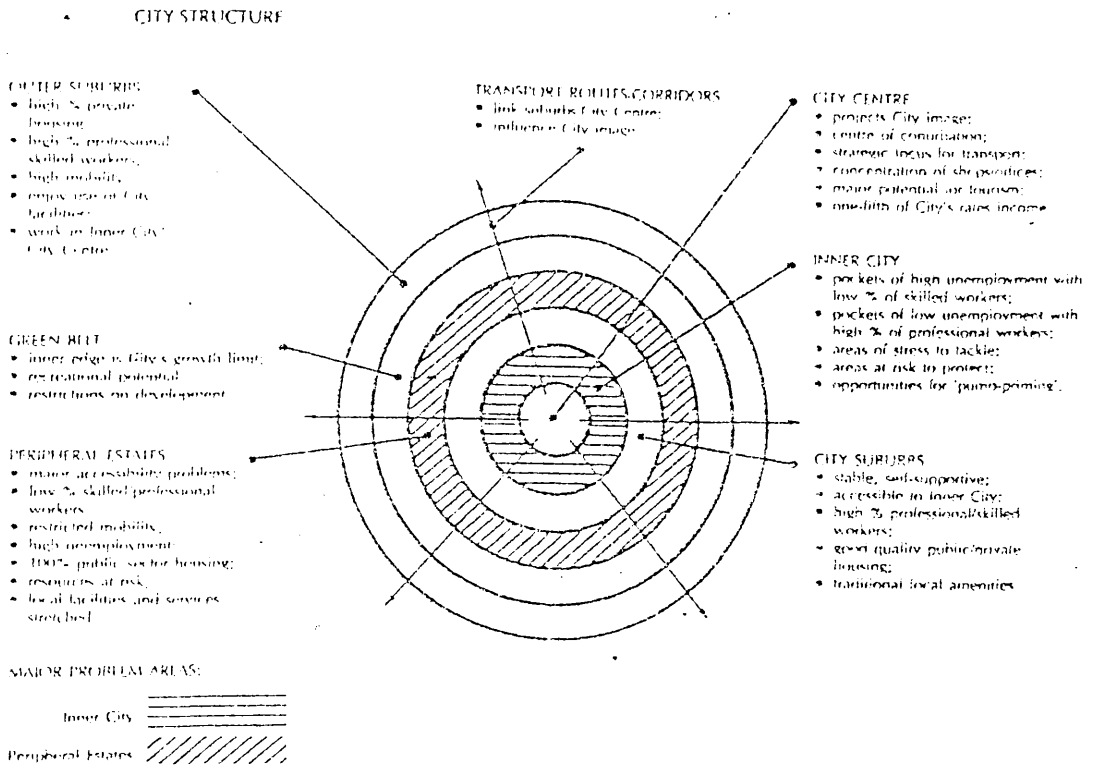 CITY STRUCTURE
OUTER SUBURBS
• high % private
housing
• high % professional
skilled workers;
• high mobility
• enjoy use of City
facilities
• work in Inner City/
City Centre
GREEN BELT
• inner edge is City's growth limit;
• recreational potential
• restrictions on development
PERIPHERAL ESTATES
• major accessibility problems;
• low % skilled/professional
workers
• restricted mobility;
• high unemployment
• 100% public sector housing;
• resources at risk;
• local facilities and services
stretched
MAJOR PROBLEM AREAS:
Inner City
Peripheral Estates
TRANSPORT ROUTES/CORRIDORS
• link suburbs City Centre;
• influence City image
CITY CENTRE
• projects City image;
• centre of conurbation;
• strategic focus for transport;
• concentration of shops/offices;
• major potential for tourism;
• one-fifth of City's rates income
INNER CITY
• pockets of high unemployment with
low % of skilled workers;
• pockets of low unemployment with
high % of professional workers;
• areas of stress to tackle;
• areas at risk to protect;
• opportunities for 'pump-priming'.
CITY SUBURBS
• stable, self-supportive;
• accessible to Inner City;
• high % professional/skilled
workers;
• good quality public/private
housing;
• traditional local amenities